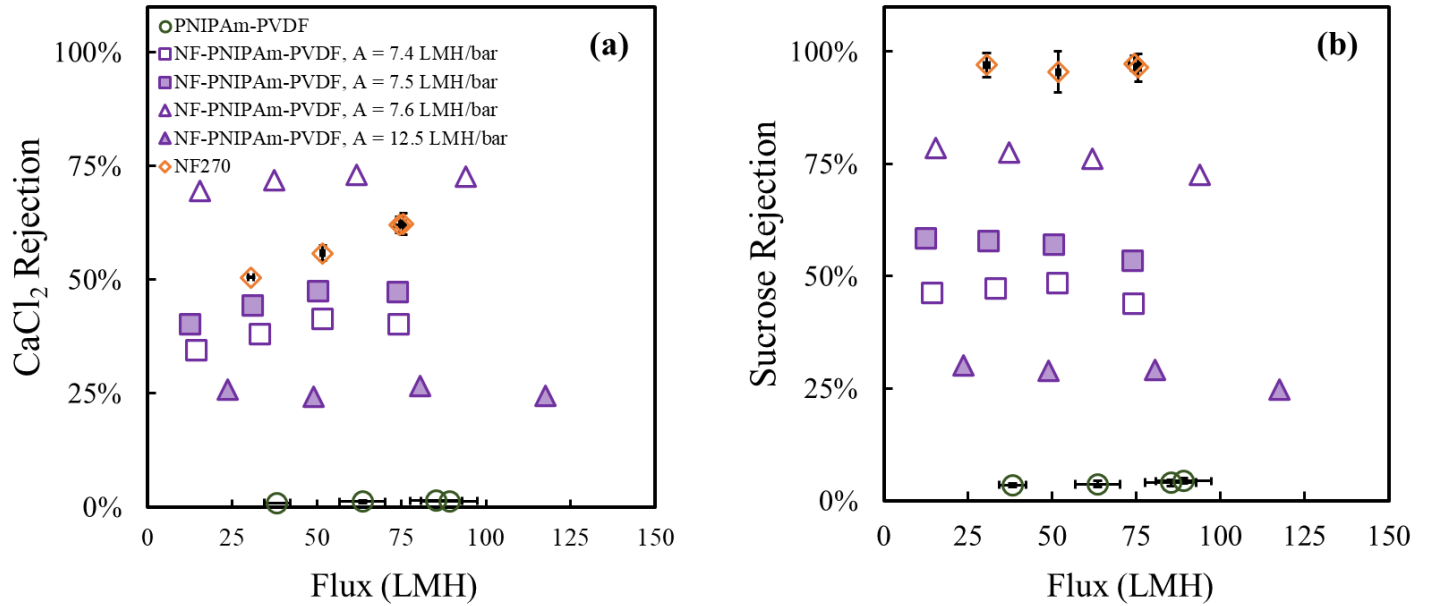 (a)
PNIPAm-PVDF
NF-PNIPAm-PVDF, A = 7.4 LMH/bar
NF-PNIPAm-PVDF, A = 7.5 LMH/bar
NF-PNIPAm-PVDF, A = 7.6 LMH/bar
NF-PNIPAm-PVDF, A = 12.5 LMH/bar
NF270
100%
75%
50%
25%
0%
CaCl₂ Rejection
0 25 50 75 100 125 150
Flux (LMH)
(b)
100%
75%
50%
25%
0%
Sucrose Rejection
0 25 50 75 100 125 150
Flux (LMH)